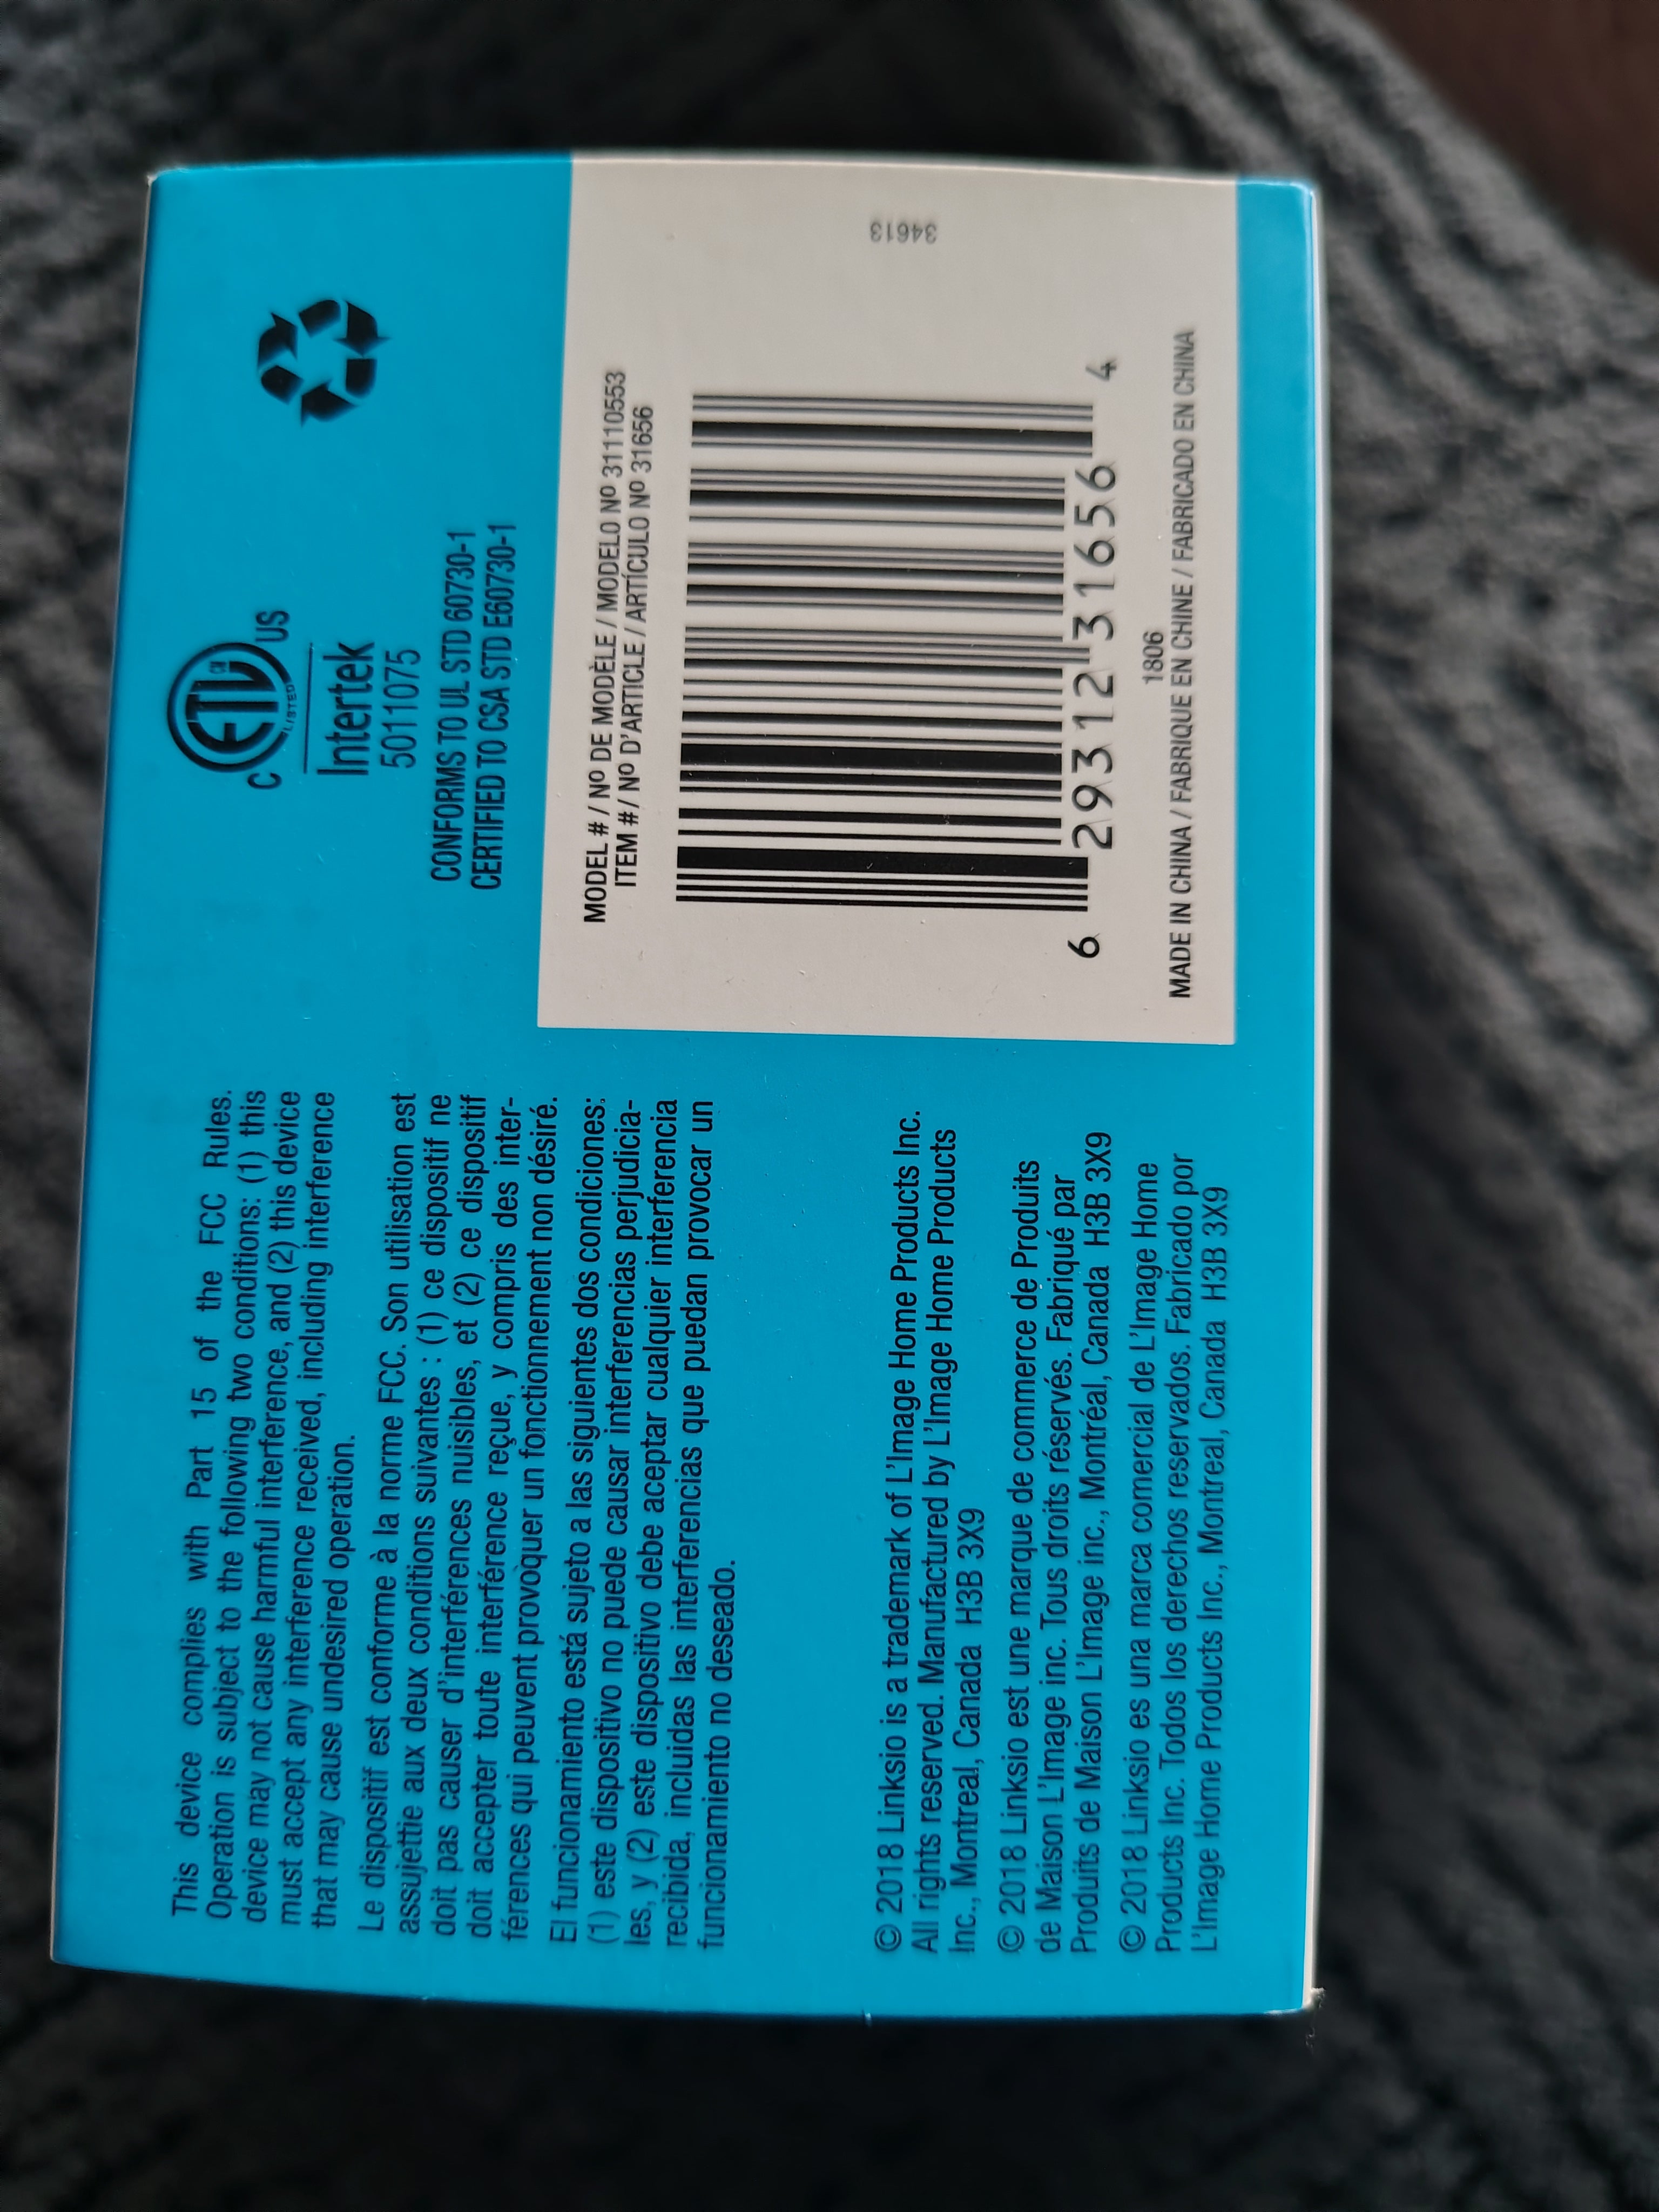 This device complies with Part 15 of the FCC Rules.
Operation is subject to the following two conditions: (1) this
device may not cause harmful interference, and (2) this device
must accept any interference received, including interference
that may cause undesired operation.
Le dispositif est conforme à la norme FCC. Son utilisation est
assujettie aux deux conditions suivantes : (1) ce dispositif ne
doit pas causer d'interférences nuisibles, et (2) ce dispositif
doit accepter toute interférence reçue, y compris des inter-
férences qui peuvent provoquer un fonctionnement non désiré.
El funcionamiento está sujeto a las siguientes dos condiciones:
(1) este dispositivo no puede causar interferencias perjudicia-
les, y (2) este dispositivo debe aceptar cualquier interferencia
recibida, incluidas las interferencias que puedan provocar un
funcionamiento no deseado.
© 2018 Linksio is a trademark of L'Image Home Products Inc.
All rights reserved. Manufactured by L'Image Home Products
Inc., Montreal, Canada H3B 3X9
© 2018 Linksio est une marque de commerce de Produits
de Maison L'Image inc. Tous droits réservés. Fabriqué par
Produits de Maison L'Image inc., Montréal, Canada H3B 3X9
© 2018 Linksio es una marca comercial de L'Image Home
Products Inc. Todos los derechos reservados. Fabricado por
L'Image Home Products Inc., Montreal, Canada H3B 3X9
C ETL CM US
LISTED
Intertek
5011075
CONFORMS TO UL STD 60730-1
CERTIFIED TO CSA STD E60730-1
MODEL # / Nº DE MODÈLE / MODELO Nº 31110553
ITEM # / Nº D'ARTICLE / ARTÍCULO Nº 31656
6 29312 31656 4
1806
MADE IN CHINA / FABRIQUE EN CHINE / FABRICADO EN CHINA
34613